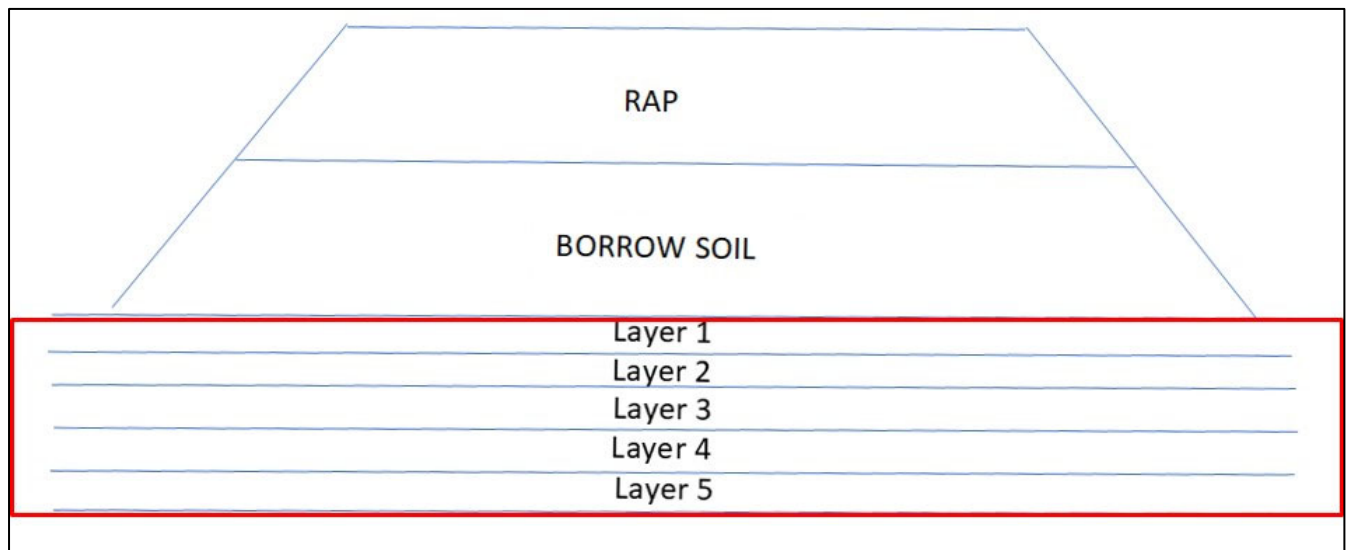 RAP
BORROW SOIL
Layer 1
Layer 2
Layer 3
Layer 4
Layer 5